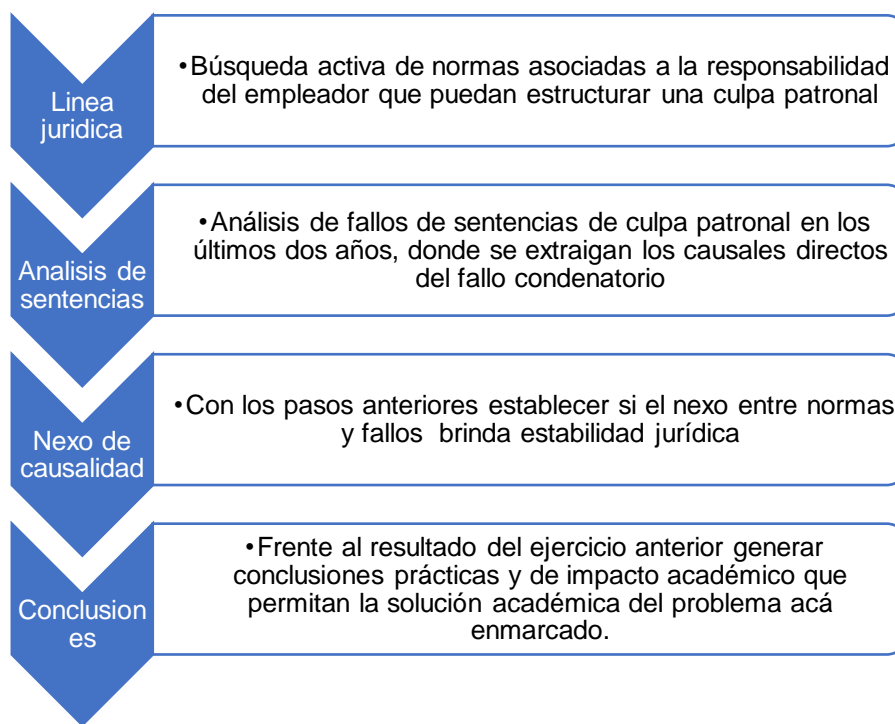 Linea
juridica
•Búsqueda activa de normas asociadas a la responsabilidad
del empleador que puedan estructurar una culpa patronal
Analisis de
sentencias
•Análisis de fallos de sentencias de culpa patronal en los
últimos dos años, donde se extraigan los causales directos
del fallo condenatorio
Nexo de
causalidad
•Con los pasos anteriores establecer si el nexo entre normas
y fallos brinda estabilidad jurídica
Conclusion
es
•Frente al resultado del ejercicio anterior generar
conclusiones prácticas y de impacto académico que
permitan la solución académica del problema acá
enmarcado.